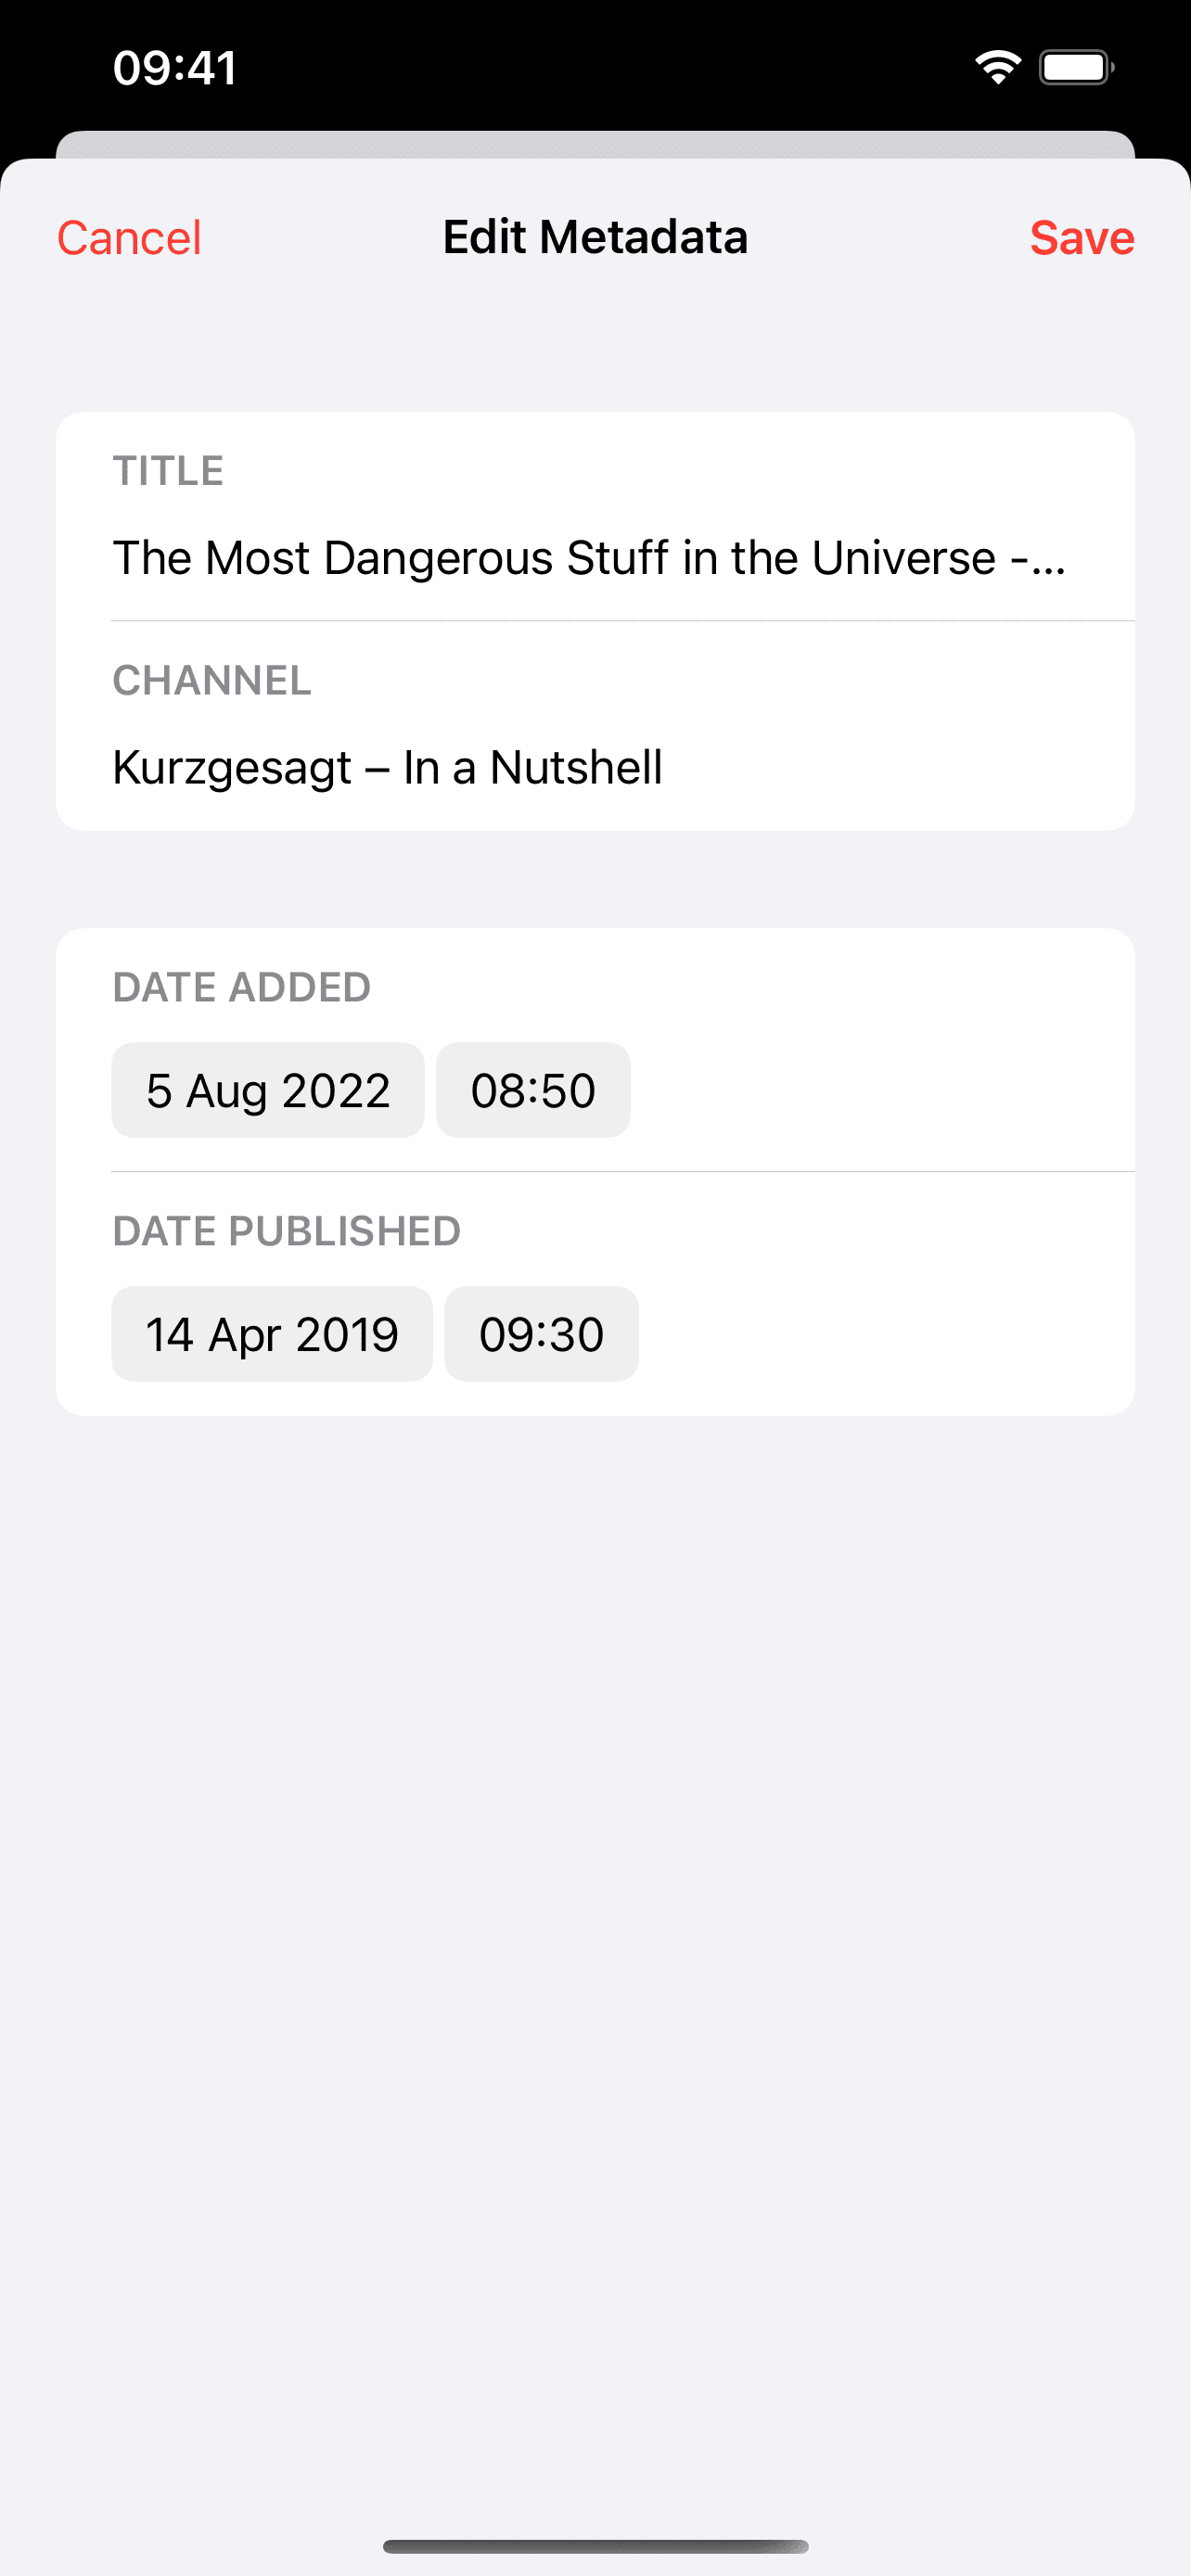 09:41
Cancel Edit Metadata Save
TITLE
The Most Dangerous Stuff in the Universe -...
CHANNEL
Kurzgesagt – In a Nutshell
DATE ADDED
5 Aug 2022 08:50
DATE PUBLISHED
14 Apr 2019 09:30